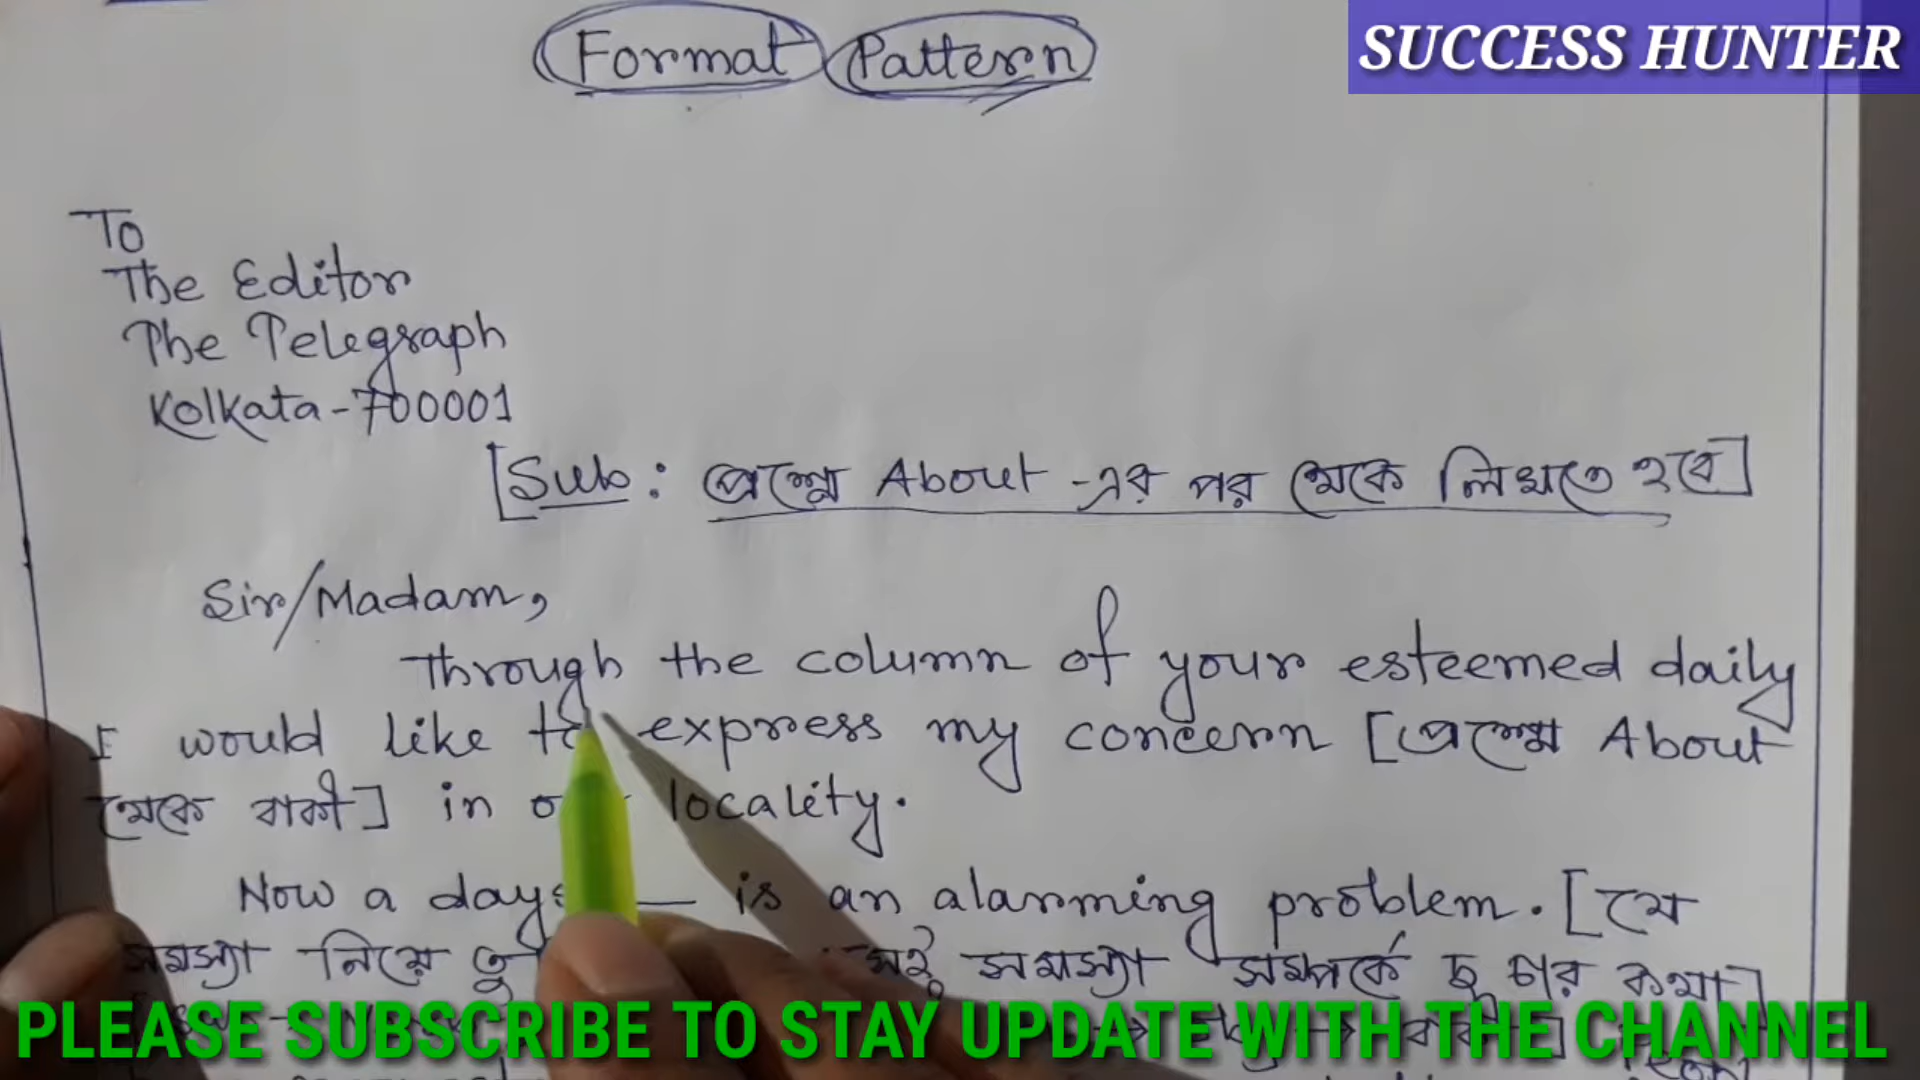 Format Pattern
SUCCESS HUNTER
To
The Editor
The Telegraph
Kolkata-700001
[Sub: প্রশ্নে About -এর পর থেকে লিখতে হবে]
Sir/Madam,
Through the column of your esteemed daily
I would like to express my concern [প্রশ্নে About
থেকে বাকী] in locality.
Now a days — is an alarming problem. [যে
সমস্যা নিয়ে সেই সমস্যা সম্পর্কে দু চার কথা]
PLEASE SUBSCRIBE TO STAY UPDATE WITH THE CHANNEL